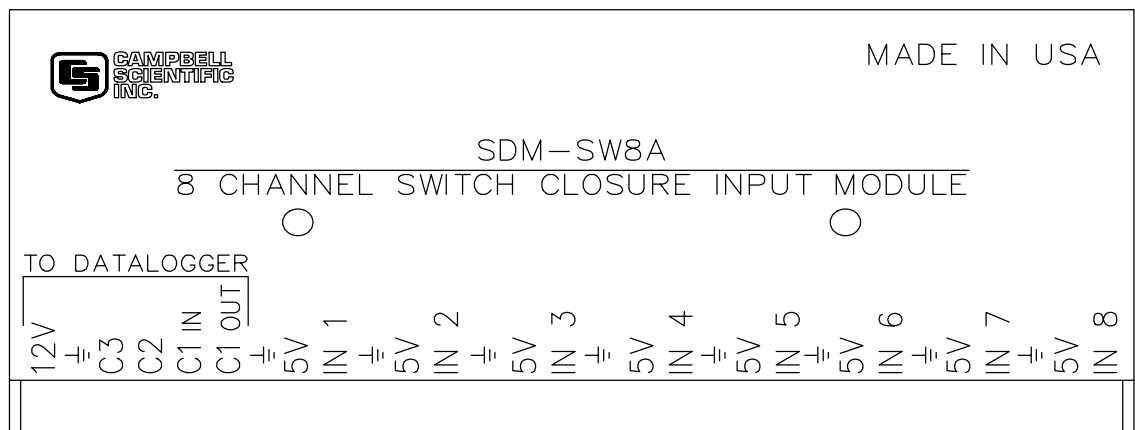 CAMPBELL
SCIENTIFIC
INC.
MADE IN USA
SDM-SW8A
8 CHANNEL SWITCH CLOSURE INPUT MODULE
TO DATALOGGER
12V ⏚ C3 C2 C1 IN C1 OUT ⏚ 5V IN 1 ⏚ 5V IN 2 ⏚ 5V IN 3 ⏚ 5V IN 4 ⏚ 5V IN 5 ⏚ 5V IN 6 ⏚ 5V IN 7 ⏚ 5V IN 8